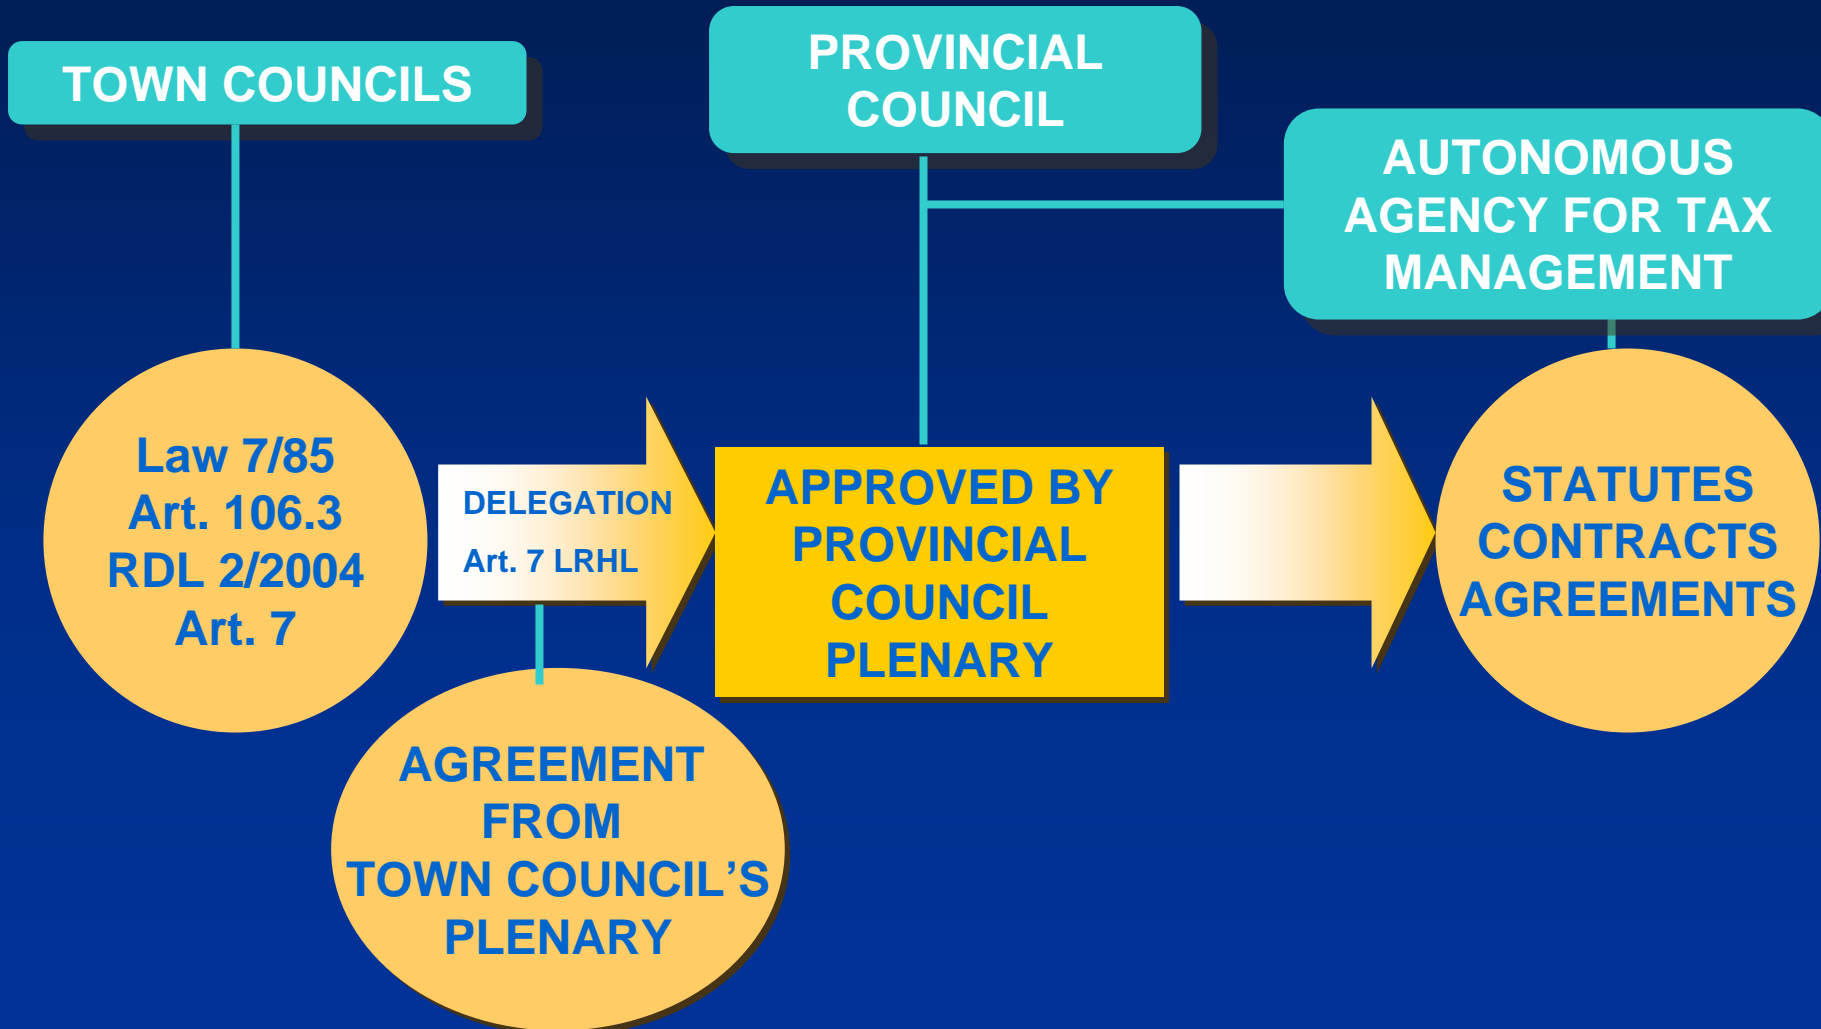 TOWN COUNCILS
PROVINCIAL
COUNCIL
AUTONOMOUS
AGENCY FOR TAX
MANAGEMENT
Law 7/85
Art. 106.3
RDL 2/2004
Art. 7
DELEGATION
Art. 7 LRHL
APPROVED BY
PROVINCIAL
COUNCIL
PLENARY
STATUTES
CONTRACTS
AGREEMENTS
AGREEMENT
FROM
TOWN COUNCIL’S
PLENARY